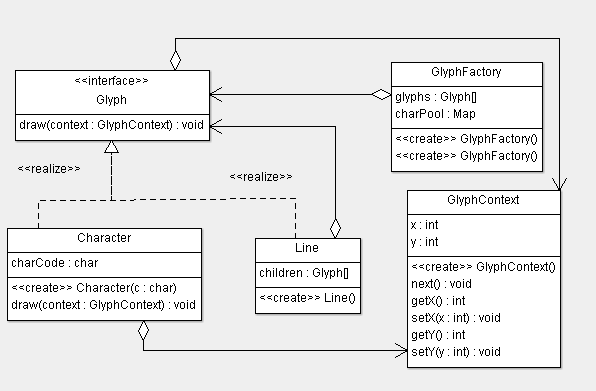 <<interface>>
Glyph
draw(context : GlyphContext) : void
GlyphFactory
glyphs : Glyph[]
charPool : Map
<<create>> GlyphFactory()
<<create>> GlyphFactory()
<<realize>>
<<realize>>
Character
charCode : char
<<create>> Character(c : char)
draw(context : GlyphContext) : void
Line
children : Glyph[]
<<create>> Line()
GlyphContext
x : int
y : int
<<create>> GlyphContext()
next() : void
getX() : int
setX(x : int) : void
getY() : int
setY(y : int) : void